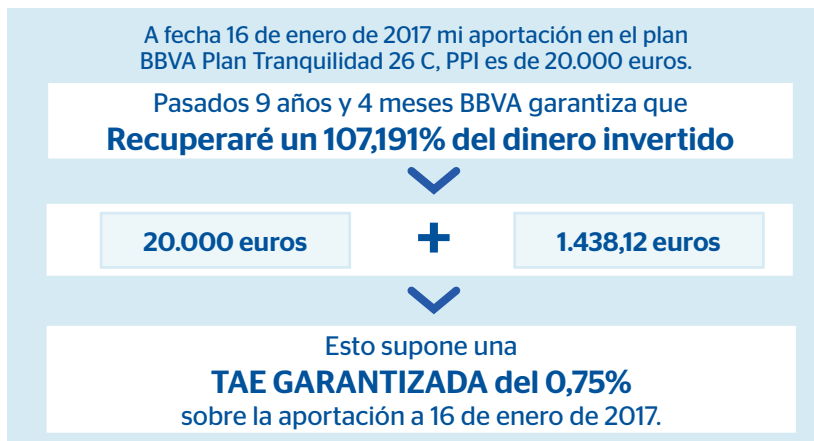 A fecha 16 de enero de 2017 mi aportación en el plan
BBVA Plan Tranquilidad 26 C, PPI es de 20.000 euros.
Pasados 9 años y 4 meses BBVA garantiza que
Recuperaré un 107,191% del dinero invertido
20.000 euros + 1.438,12 euros
Esto supone una
TAE GARANTIZADA del 0,75%
sobre la aportación a 16 de enero de 2017.